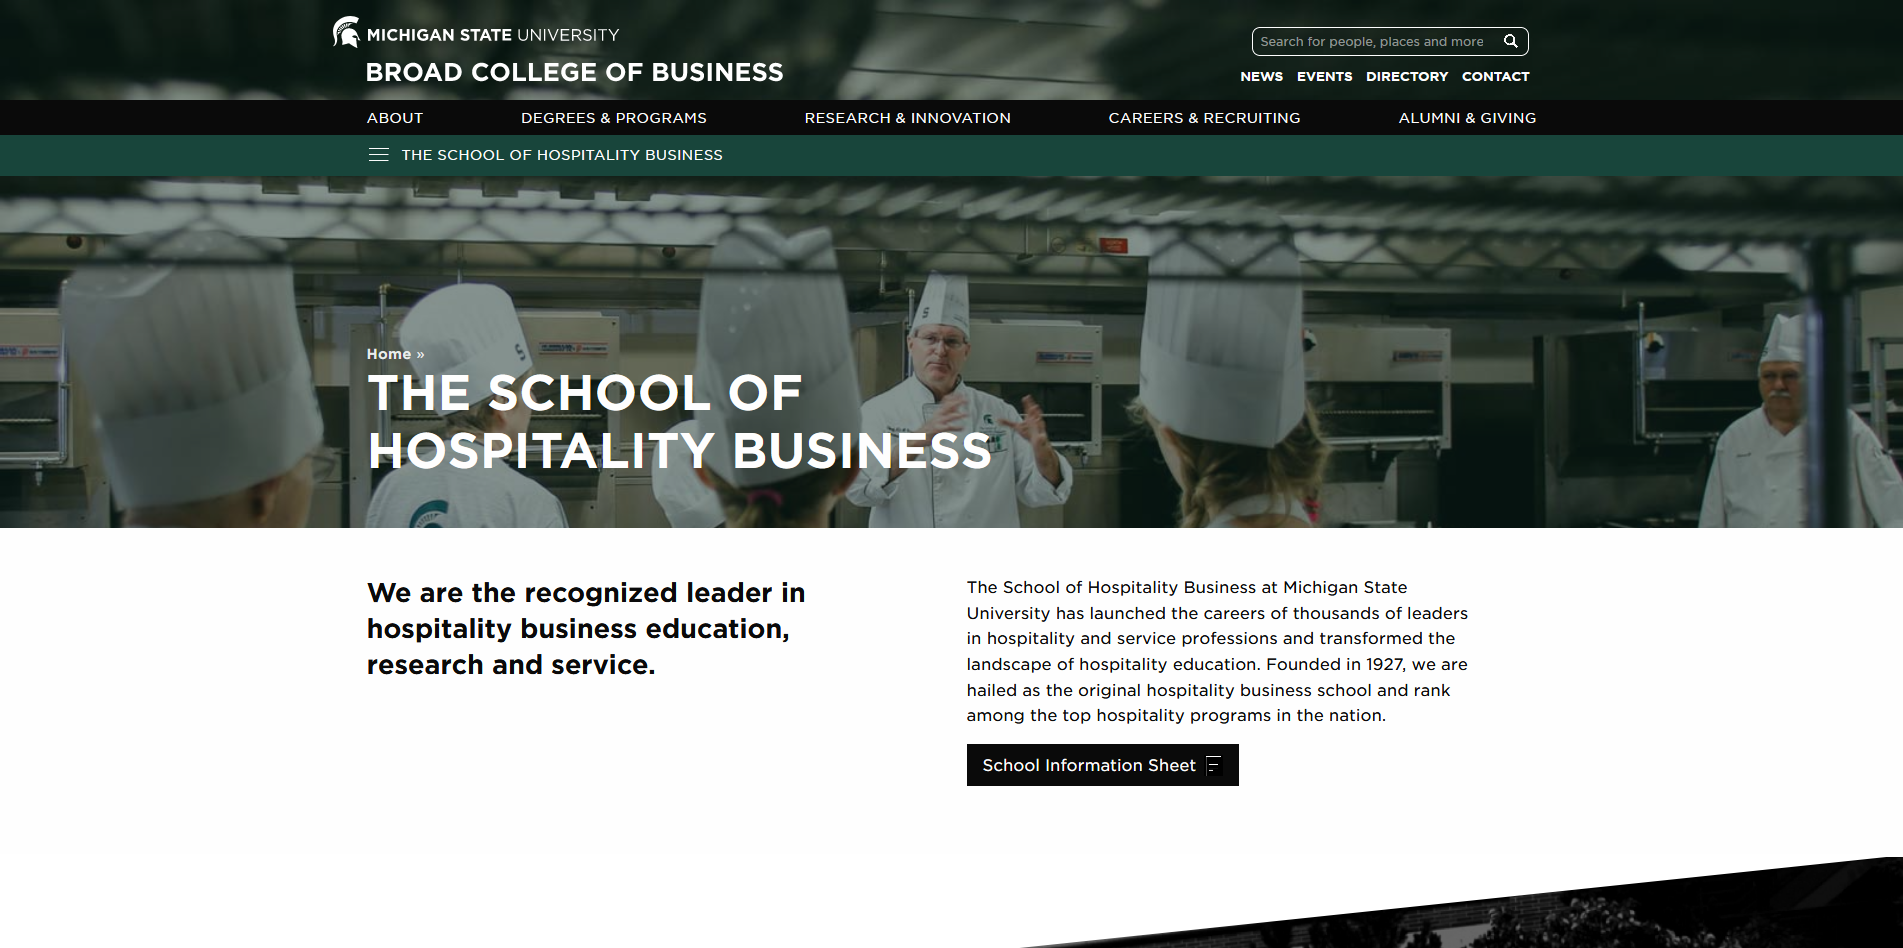 MICHIGAN STATE UNIVERSITY
BROAD COLLEGE OF BUSINESS
Search for people, places and more
NEWS EVENTS DIRECTORY CONTACT
ABOUT DEGREES & PROGRAMS RESEARCH & INNOVATION CAREERS & RECRUITING ALUMNI & GIVING
THE SCHOOL OF HOSPITALITY BUSINESS
Home »
THE SCHOOL OF
HOSPITALITY BUSINESS
We are the recognized leader in
hospitality business education,
research and service.
The School of Hospitality Business at Michigan State
University has launched the careers of thousands of leaders
in hospitality and service professions and transformed the
landscape of hospitality education. Founded in 1927, we are
hailed as the original hospitality business school and rank
among the top hospitality programs in the nation.
School Information Sheet